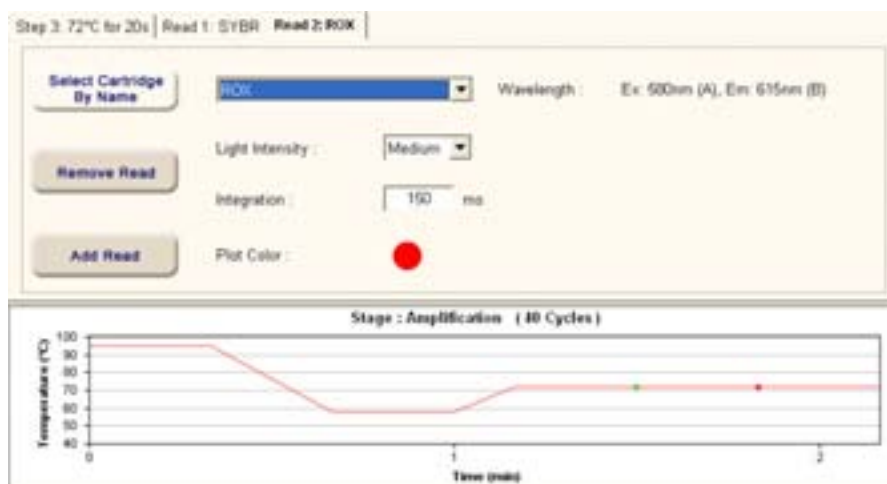 Step 3: 72°C for 20s Read 1: SYBR Read 2: ROX
Select Cartridge By Name
ROX
Wavelength :
Ex: 580nm (A), Em: 615nm (B)
Light Intensity :
Medium
Remove Read
Integration :
150 ms
Add Read
Plot Color :
Stage : Amplification ( 40 Cycles )
Temperature (°C)
100
90
80
70
60
50
40
0 1 2
Time (min)